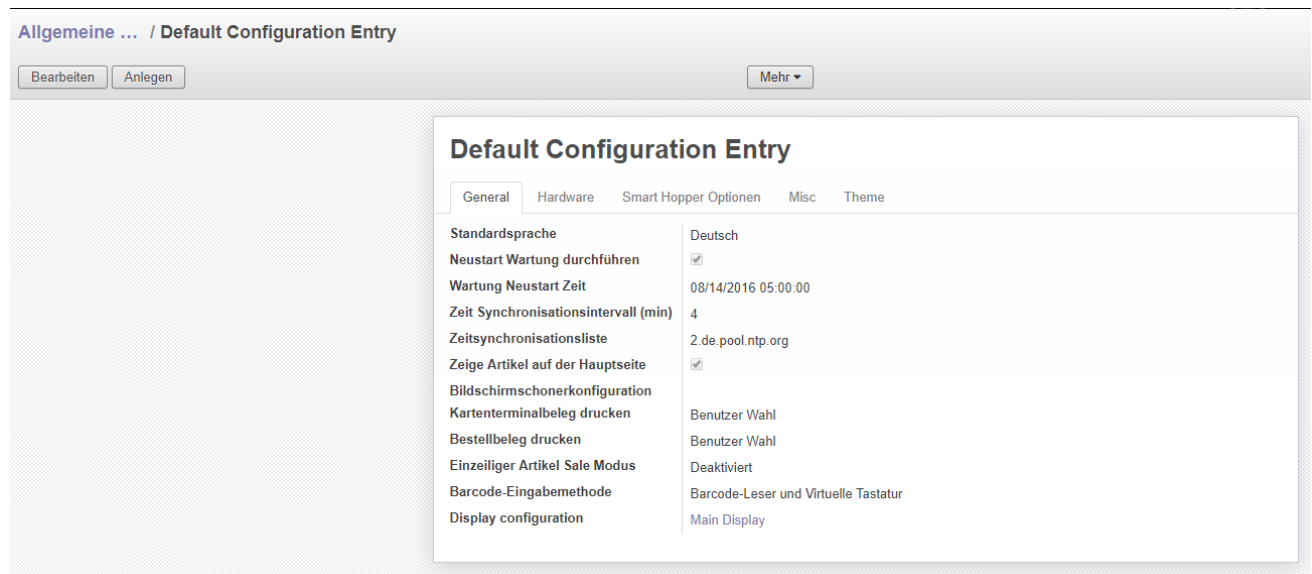 Allgemeine ... / Default Configuration Entry
Bearbeiten Anlegen Mehr
Default Configuration Entry
General Hardware Smart Hopper Optionen Misc Theme
Standardsprache Deutsch
Neustart Wartung durchführen
Wartung Neustart Zeit 08/14/2016 05:00:00
Zeit Synchronisationsintervall (min) 4
Zeitsynchronisationsliste 2.de.pool.ntp.org
Zeige Artikel auf der Hauptseite
Bildschirmschonerkonfiguration
Kartenterminalbeleg drucken Benutzer Wahl
Bestellbeleg drucken Benutzer Wahl
Einzeiliger Artikel Sale Modus Deaktiviert
Barcode-Eingabemethode Barcode-Leser und Virtuelle Tastatur
Display configuration Main Display